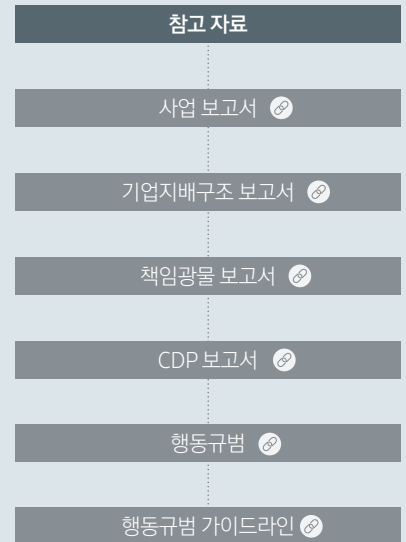 참고 자료
사업 보고서
기업지배구조 보고서
책임광물 보고서
CDP 보고서
행동규범
행동규범 가이드라인